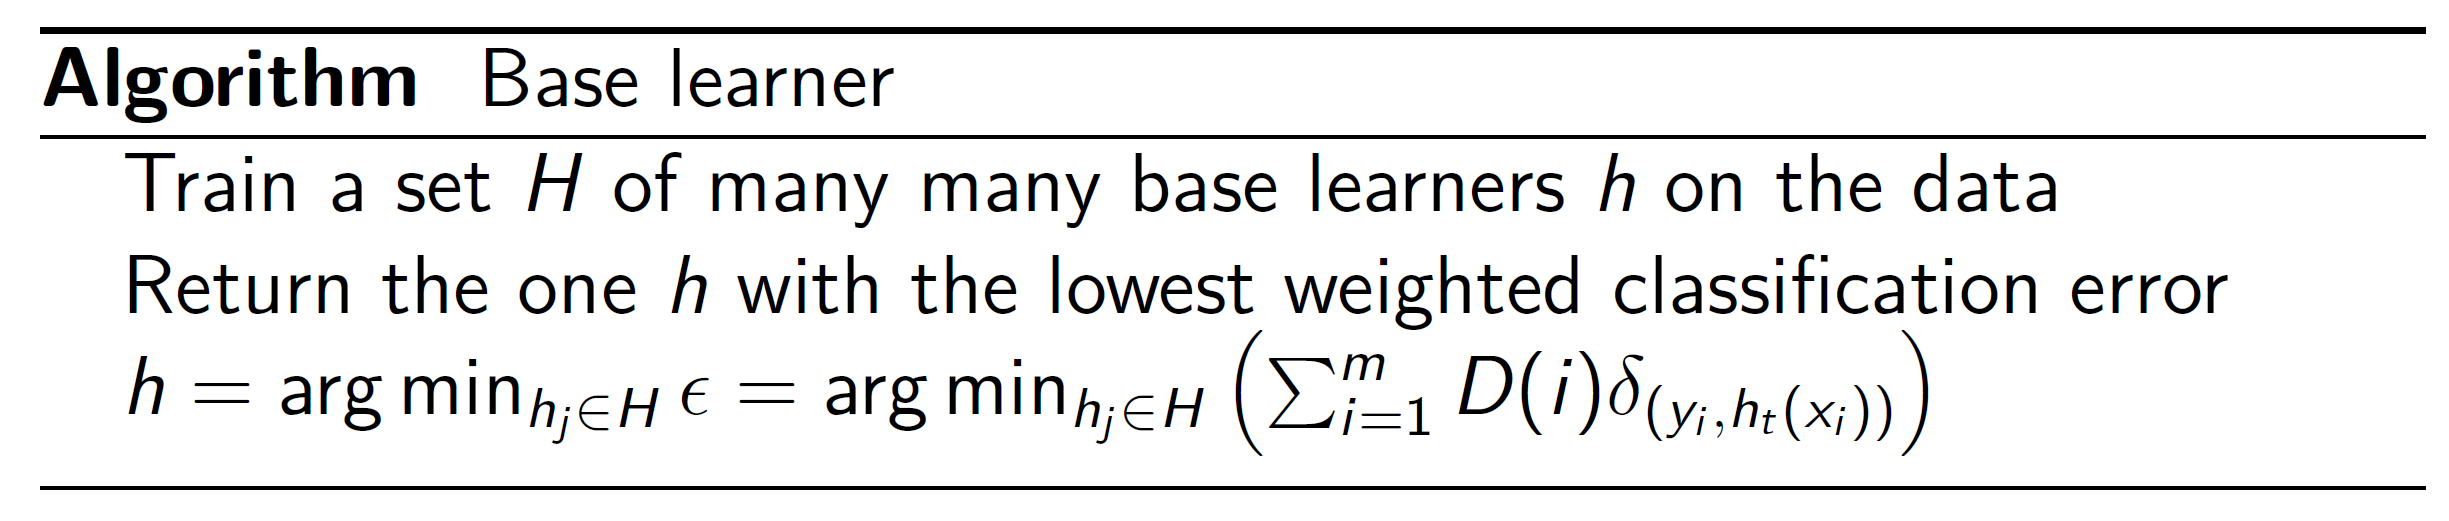 Algorithm Base learner
Train a set H of many many base learners h on the data
Return the one h with the lowest weighted classification error
h = arg min_{h_j∈H} ϵ = arg min_{h_j∈H} (∑_{i=1}^{m} D(i)δ_{(y_i,h_t(x_i))})